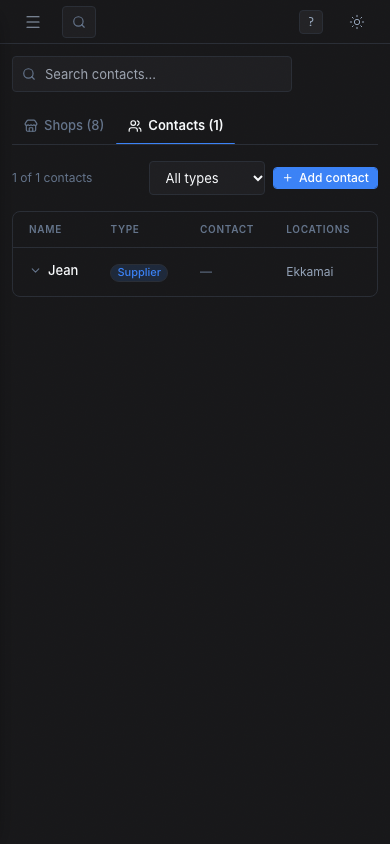 ?
Search contacts...
Shops (8) Contacts (1)
1 of 1 contacts All types + Add contact
NAME TYPE CONTACT LOCATIONS
Jean Supplier — Ekkamai